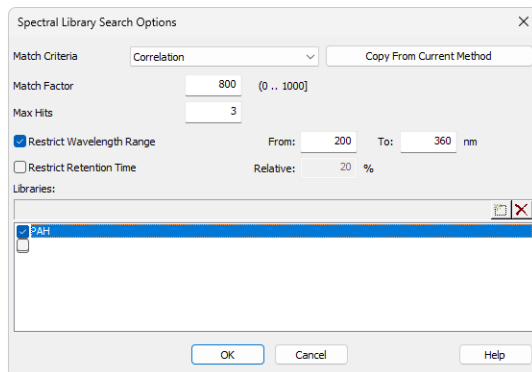 Spectral Library Search Options
Match Criteria Correlation Copy From Current Method
Match Factor 800 (0 .. 1000]
Max Hits 3
Restrict Wavelength Range From: 200 To: 360 nm
Restrict Retention Time Relative: 20 %
Libraries:
PAH
OK Cancel Help